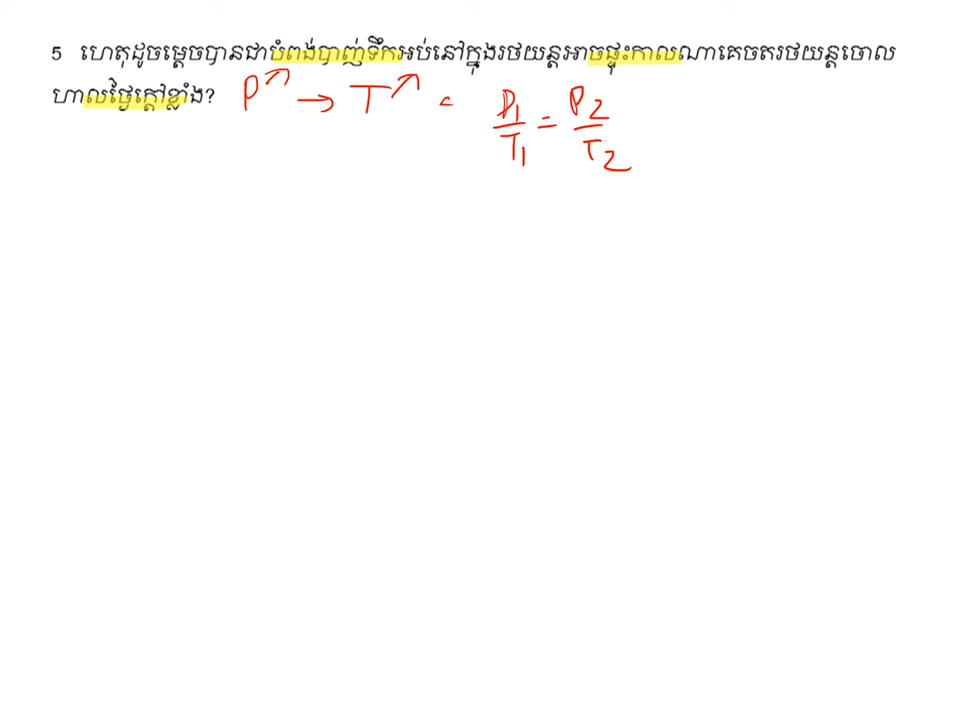 5 ហេតុដូចម្តេចបានជាបំពង់បាញ់ទឹកអប់នៅក្នុងរថយន្តអាចផ្ទុះកាលណាគេចតរថយន្តចោល
ហាលថ្ងៃក្តៅខ្លាំង?
P↗ → T↗ =
P1/T1 = P2/T2